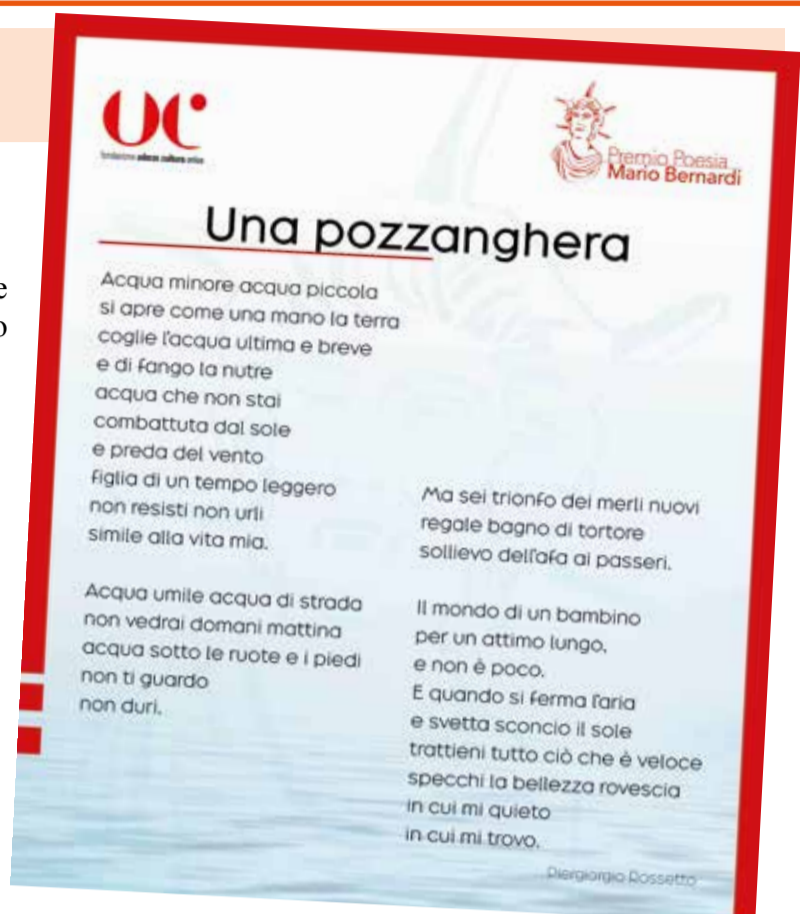 e
o
UC
fondazione aducos cultura
Premio Poesia
Mario Bernardi
Una pozzanghera
Acqua minore acqua piccola
si apre come una mano la terra
coglie l'acqua ultima e breve
e di fango la nutre
acqua che non stai
combattuta dal sole
e preda del vento
figlia di un tempo leggero
non resisti non urli
simile alla vita mia.
Acqua umile acqua di strada
non vedrai domani mattina
acqua sotto le ruote e i piedi
non ti guardo
non duri.
Ma sei trionfo dei merli nuovi
regale bagno di tortore
sollievo dell'afa ai passeri.
Il mondo di un bambino
per un attimo lungo,
e non è poco.
E quando si ferma l'aria
e svetta sconcio il sole
trattieni tutto ciò che è veloce
specchi la bellezza rovescia
in cui mi quieto
in cui mi trovo.
Piergiorgio Rossetto